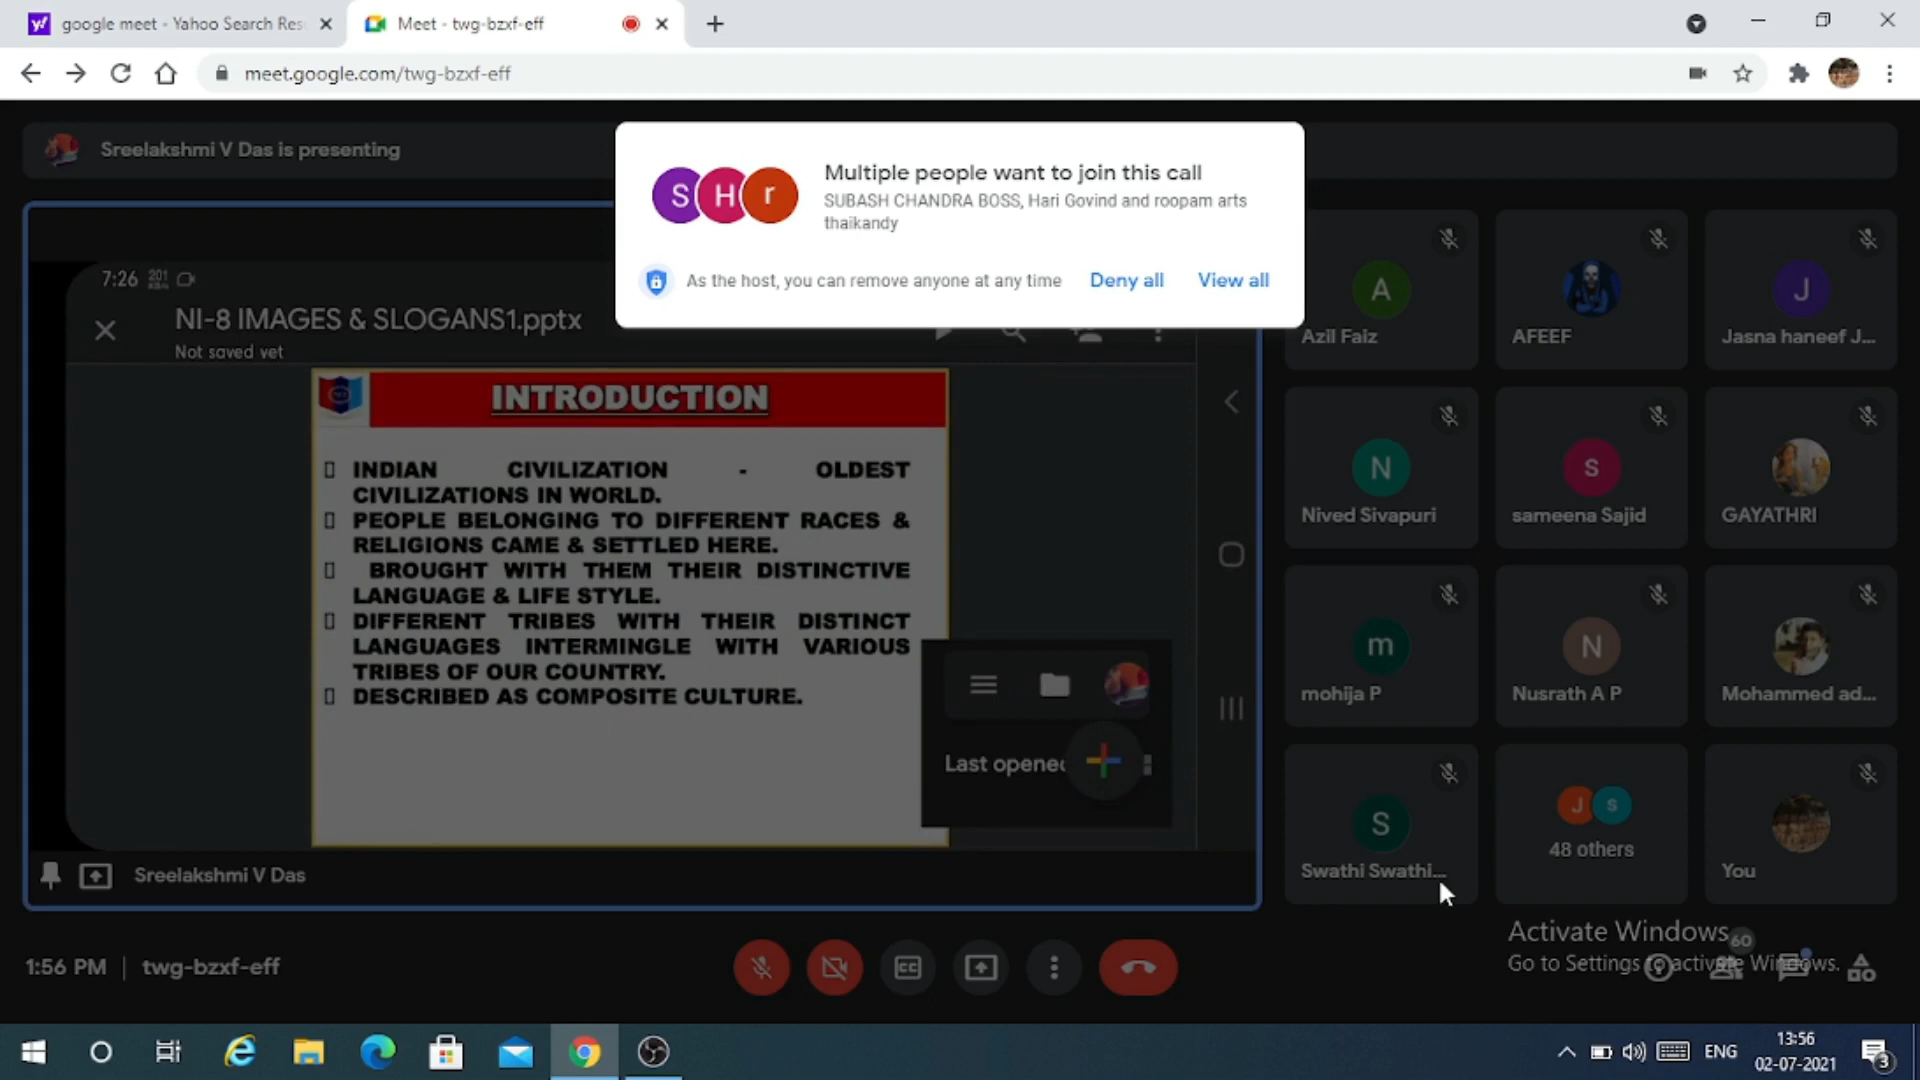 google meet - Yahoo Search Res
Meet - twg-bzxf-eff
meet.google.com/twg-bzxf-eff
Sreelakshmi V Das is presenting
S H r
Multiple people want to join this call
SUBASH CHANDRA BOSS, Hari Govind and roopam arts
thaikandy
As the host, you can remove anyone at any time
Deny all
View all
7:26 201
NI-8 IMAGES & SLOGANS1.pptx
Not saved yet
INTRODUCTION
INDIAN CIVILIZATION - OLDEST
CIVILIZATIONS IN WORLD.
PEOPLE BELONGING TO DIFFERENT RACES &
RELIGIONS CAME & SETTLED HERE.
BROUGHT WITH THEM THEIR DISTINCTIVE
LANGUAGE & LIFE STYLE.
DIFFERENT TRIBES WITH THEIR DISTINCT
LANGUAGES INTERMINGLE WITH VARIOUS
TRIBES OF OUR COUNTRY.
DESCRIBED AS COMPOSITE CULTURE.
Last opened
Sreelakshmi V Das
A
Azil Faiz
AFEEF
J
Jasna haneef J...
N
Nived Sivapuri
s
sameena Sajid
GAYATHRI
m
mohija P
N
Nusrath A P
Mohammed ad...
S
Swathi Swathi...
J s
48 others
You
1:56 PM | twg-bzxf-eff
CC
Activate Windows
Go to Settings to activate Windows.
60
ENG
13:56
02-07-2021
3